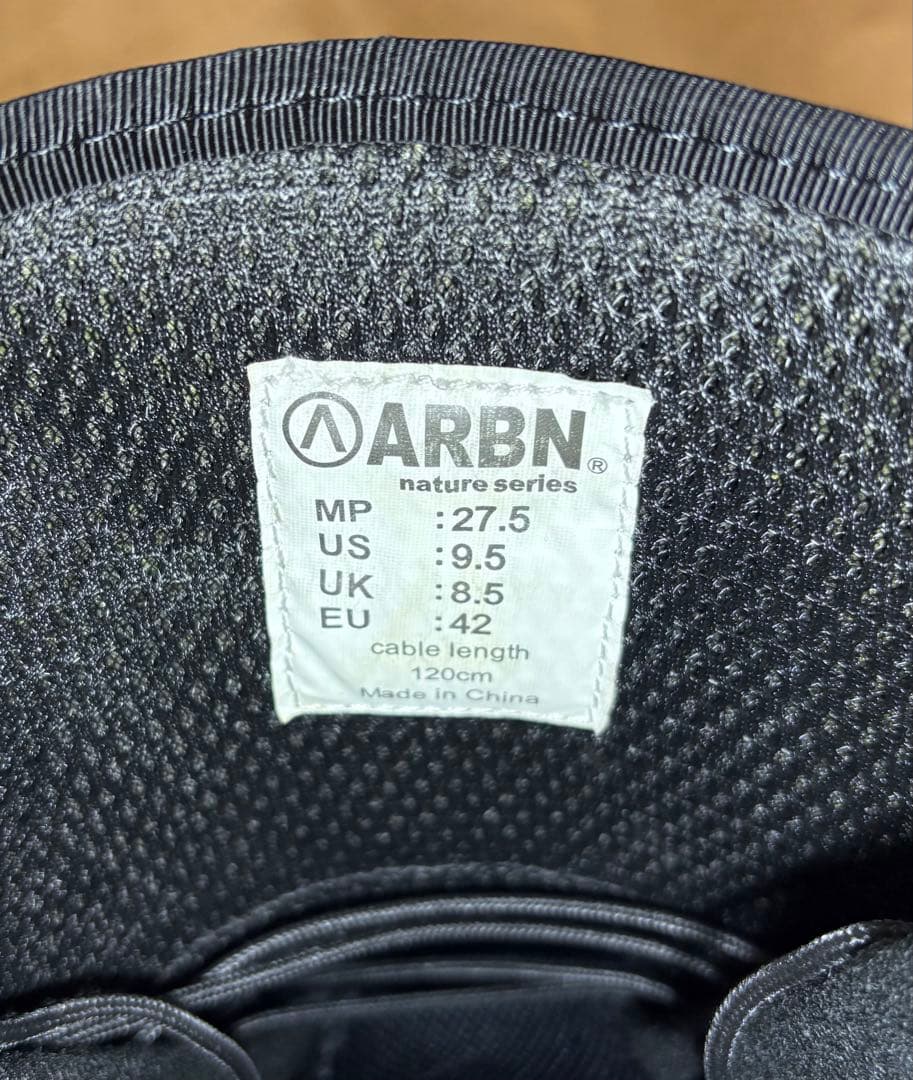 ARBN®
nature series
MP :27.5
US :9.5
UK :8.5
EU :42
cable length
120cm
Made in China